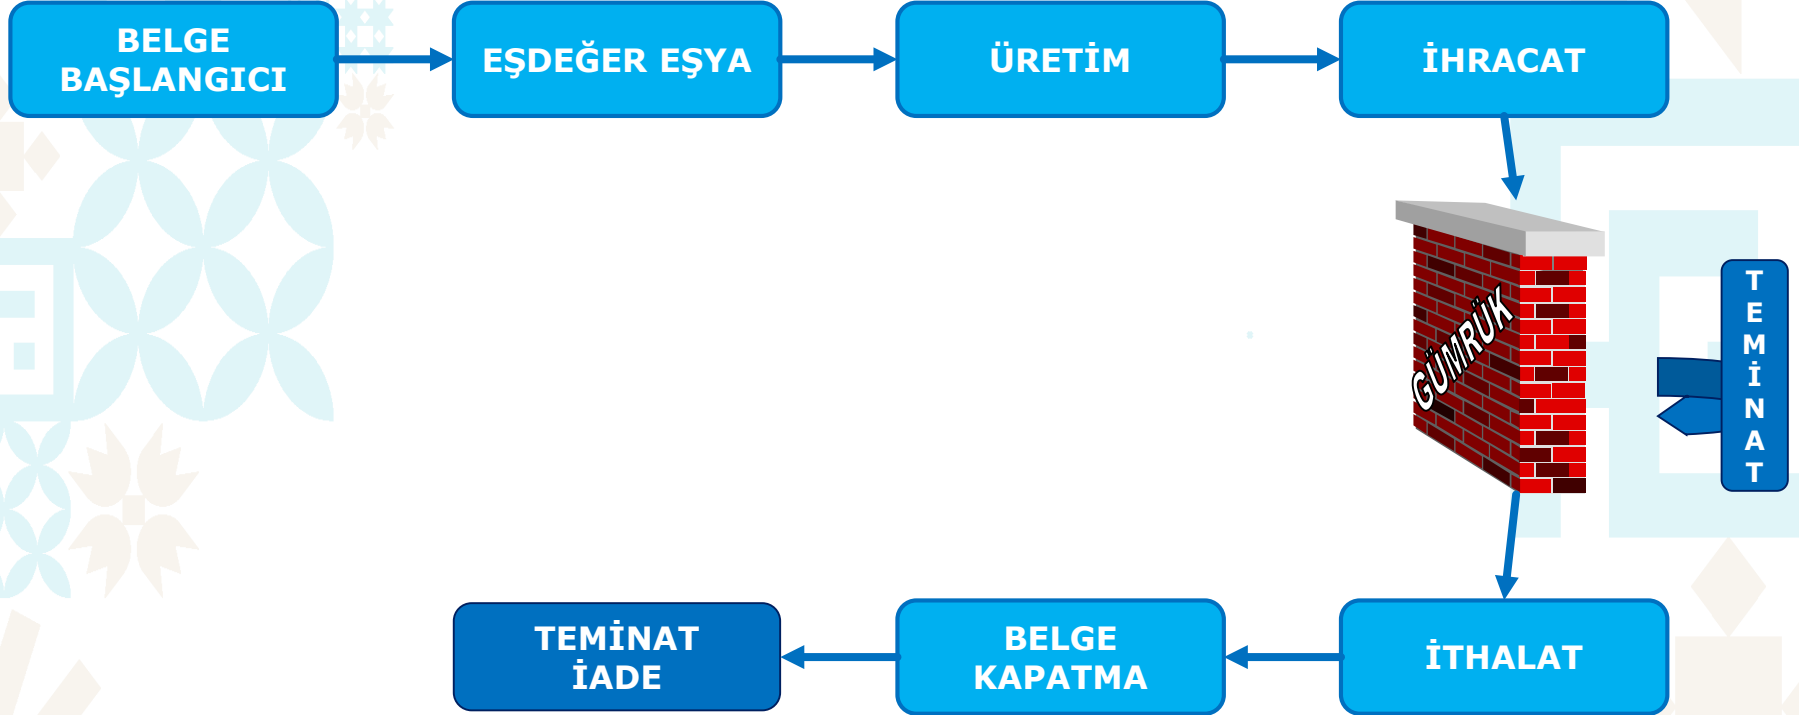 BELGE
BAŞLANGICI
EŞDEĞER EŞYA
ÜRETİM
İHRACAT
GÜMRÜK
T
E
M
İ
N
A
T
TEMİNAT
İADE
BELGE
KAPATMA
İTHALAT